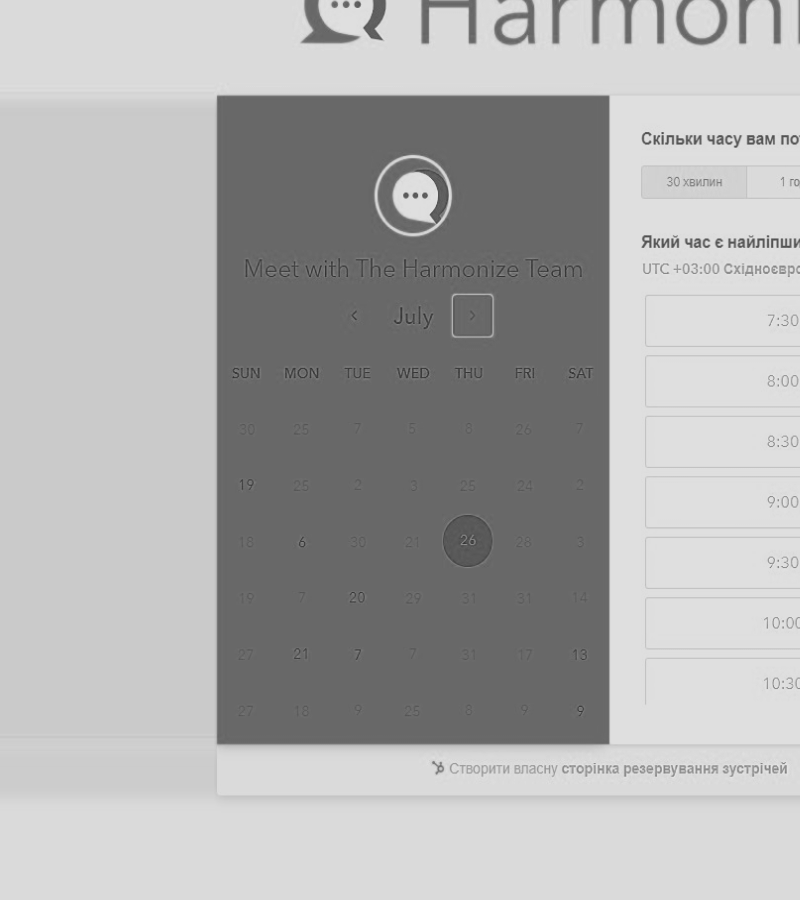 Harmoni
Meet with The Harmonize Team
July
SUN MON TUE WED THU FRI SAT
30 25 7 5 8 26 7
19 25 2 3 25 24 2
18 6 30 21 26 28 3
19 7 20 29 31 31 14
27 21 7 7 31 17 13
27 18 9 25 8 9 9
Скільки часу вам пот
30 хвилин 1 го
Який час є найліпши
UTC +03:00 Східноєвро
7:30
8:00
8:30
9:00
9:30
10:00
10:30
Створити власну сторінка резервування зустрічей